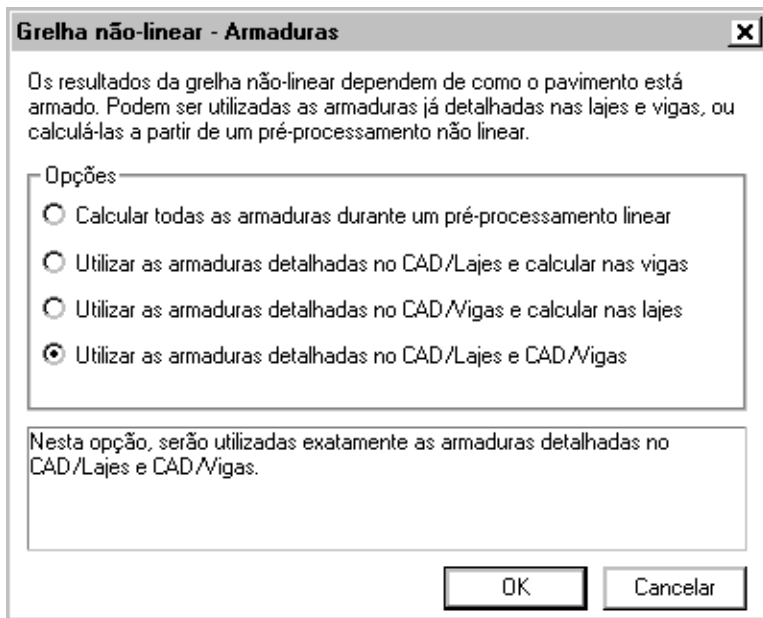 Grelha não-linear - Armaduras
Os resultados da grelha não-linear dependem de como o pavimento está
armado. Podem ser utilizadas as armaduras já detalhadas nas lajes e vigas, ou
calculá-las a partir de um pré-processamento não linear.
Opções
Calcular todas as armaduras durante um pré-processamento linear
Utilizar as armaduras detalhadas no CAD/Lajes e calcular nas vigas
Utilizar as armaduras detalhadas no CAD/Vigas e calcular nas lajes
Utilizar as armaduras detalhadas no CAD/Lajes e CAD/Vigas
Nesta opção, serão utilizadas exatamente as armaduras detalhadas no
CAD/Lajes e CAD/Vigas.
OK
Cancelar